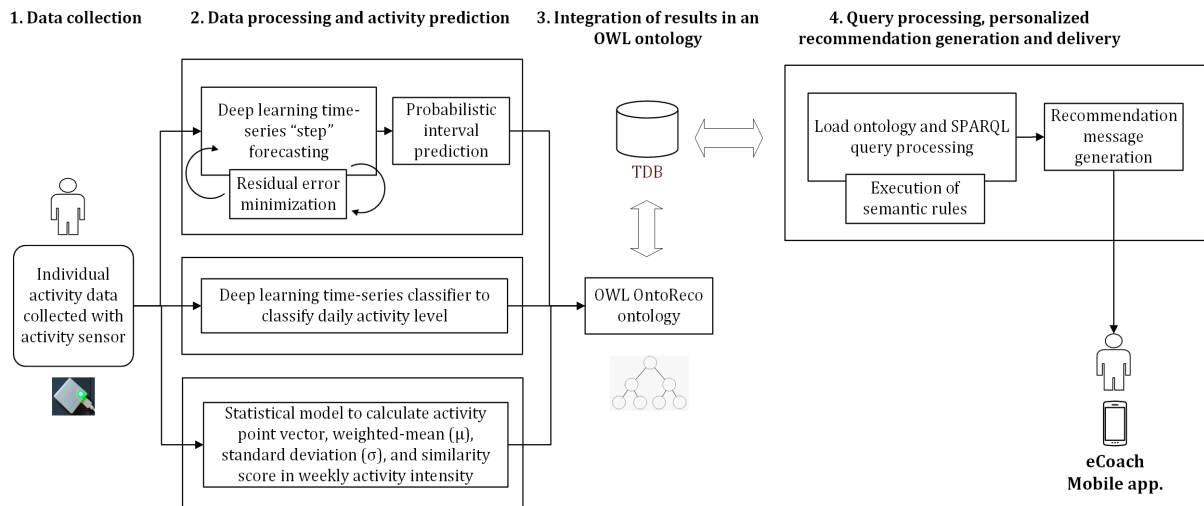 1. Data collection
2. Data processing and activity prediction
3. Integration of results in an
OWL ontology
4. Query processing, personalized
recommendation generation and delivery
Individual
activity data
collected with
activity sensor
Deep learning time-
series “step”
forecasting
Residual error
minimization
Probabilistic
interval
prediction
Deep learning time-series classifier to
classify daily activity level
Statistical model to calculate activity
point vector, weighted-mean (μ),
standard deviation (σ), and similarity
score in weekly activity intensity
TDB
OWL OntoReco
ontology
Load ontology and SPARQL
query processing
Execution of
semantic rules
Recommendation
message
generation
eCoach
Mobile app.